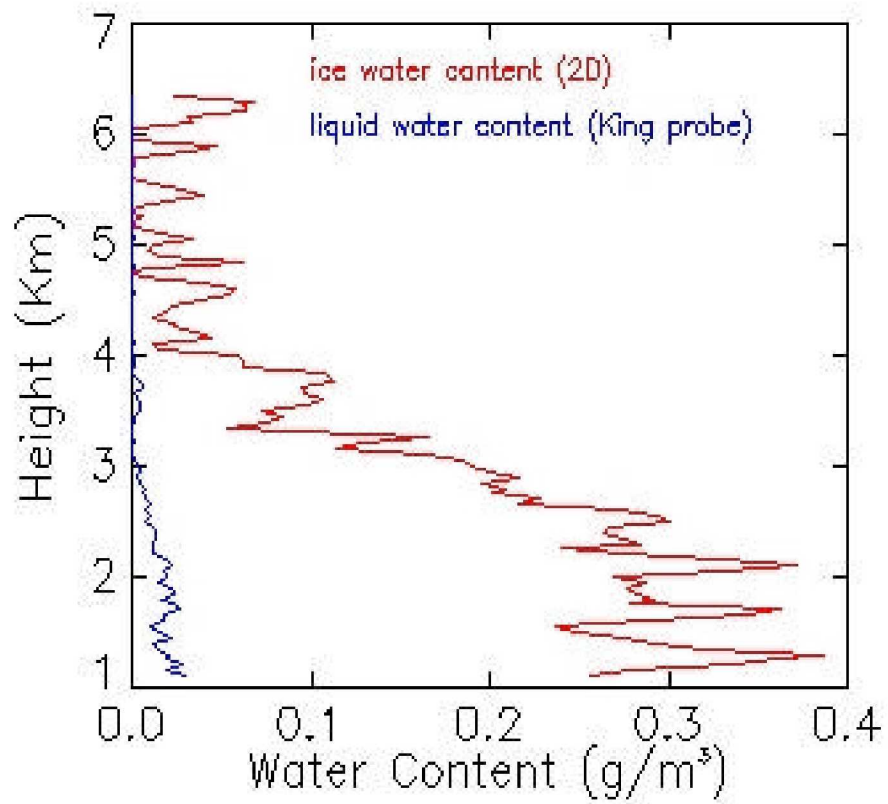 7
ice water content (2D)
liquid water content (King probe)
6
5
4
3
2
1
Height (Km)
0.0 0.1 0.2 0.3 0.4
Water Content (g/m³)